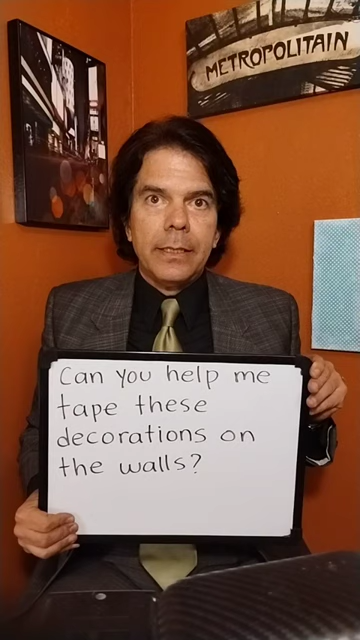 METROPOLITAIN
Can you help me
tape these
decorations on
the walls?